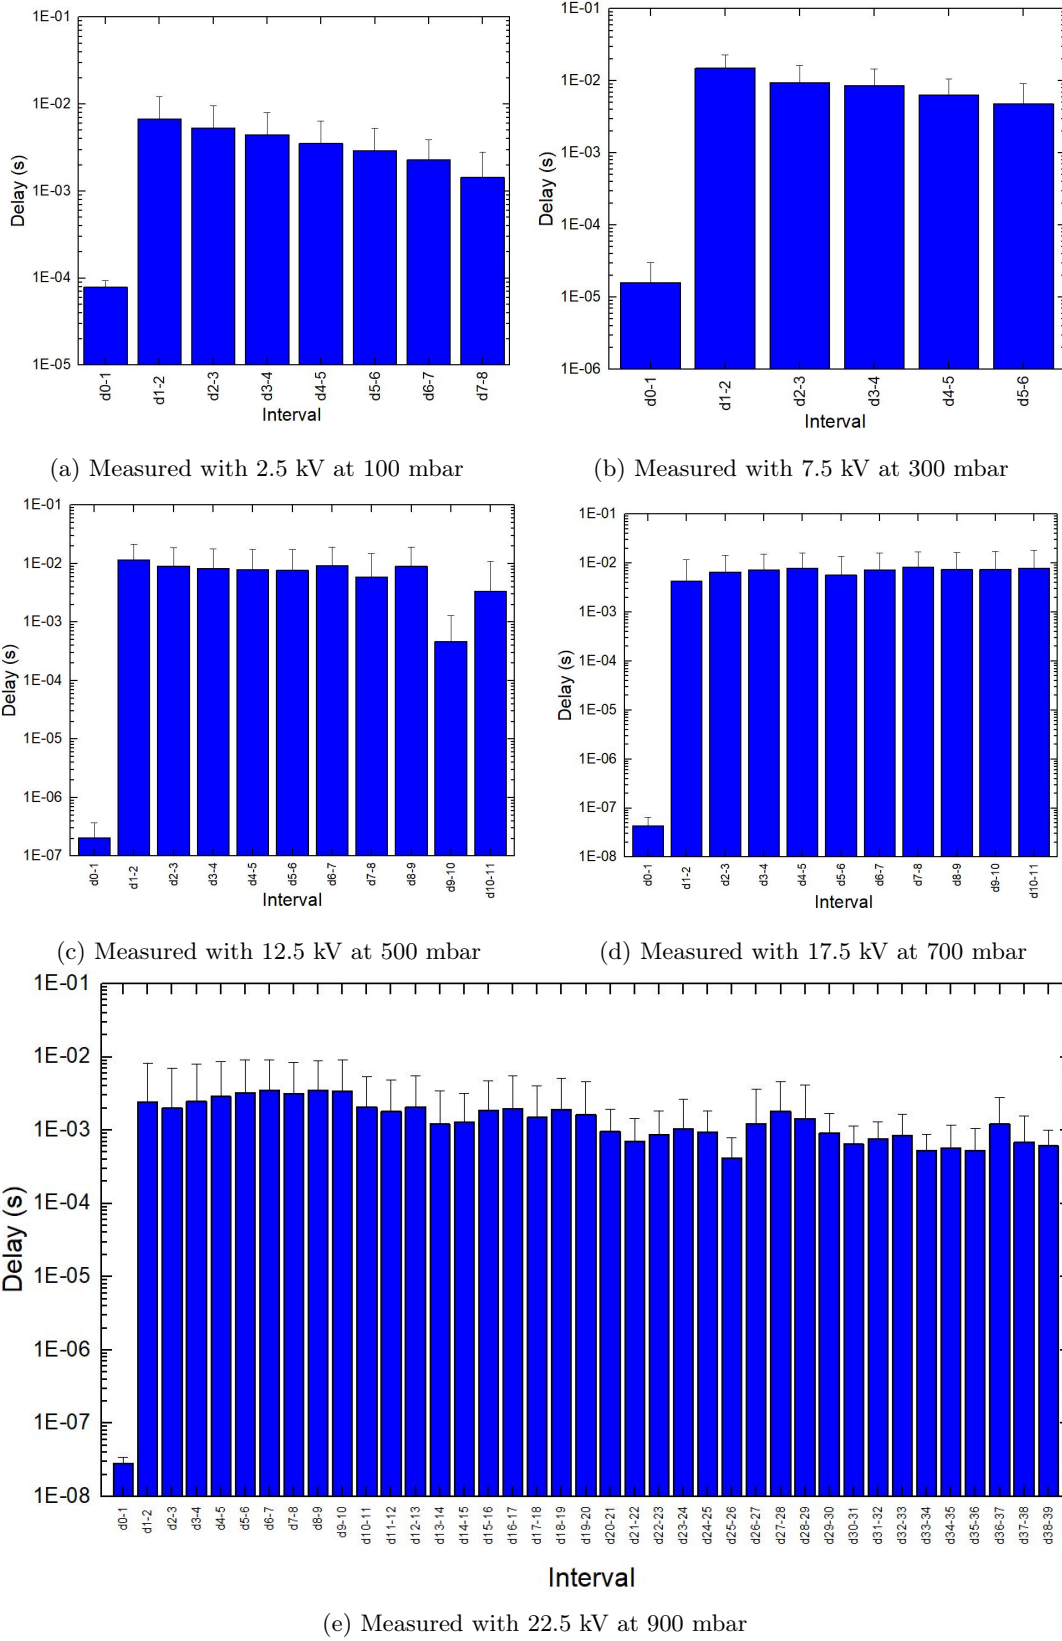 1E-01
1E-02
1E-03
1E-04
1E-05
Delay (s)
d0-1 d1-2 d2-3 d3-4 d4-5 d5-6 d6-7 d7-8
Interval
(a) Measured with 2.5 kV at 100 mbar
1E-01
1E-02
1E-03
1E-04
1E-05
1E-06
Delay (s)
d0-1 d1-2 d2-3 d3-4 d4-5 d5-6
Interval
(b) Measured with 7.5 kV at 300 mbar
1E-01
1E-02
1E-03
1E-04
1E-05
1E-06
1E-07
Delay (s)
d0-1 d1-2 d2-3 d3-4 d4-5 d5-6 d6-7 d7-8 d8-9 d9-10 d10-11
Interval
(c) Measured with 12.5 kV at 500 mbar
1E-01
1E-02
1E-03
1E-04
1E-05
1E-06
1E-07
1E-08
Delay (s)
d0-1 d1-2 d2-3 d3-4 d4-5 d5-6 d6-7 d7-8 d8-9 d9-10 d10-11
Interval
(d) Measured with 17.5 kV at 700 mbar
1E-01
1E-02
1E-03
1E-04
1E-05
1E-06
1E-07
1E-08
Delay (s)
d0-1 d1-2 d2-3 d3-4 d4-5 d5-6 d6-7 d7-8 d8-9 d9-10 d10-11 d11-12 d12-13 d13-14 d14-15 d15-16 d16-17 d17-18 d18-19 d19-20 d20-21 d21-22 d22-23 d23-24 d24-25 d25-26 d26-27 d27-28 d28-29 d29-30 d30-31 d31-32 d32-33 d33-34 d34-35 d35-36 d36-37 d37-38 d38-39
Interval
(e) Measured with 22.5 kV at 900 mbar